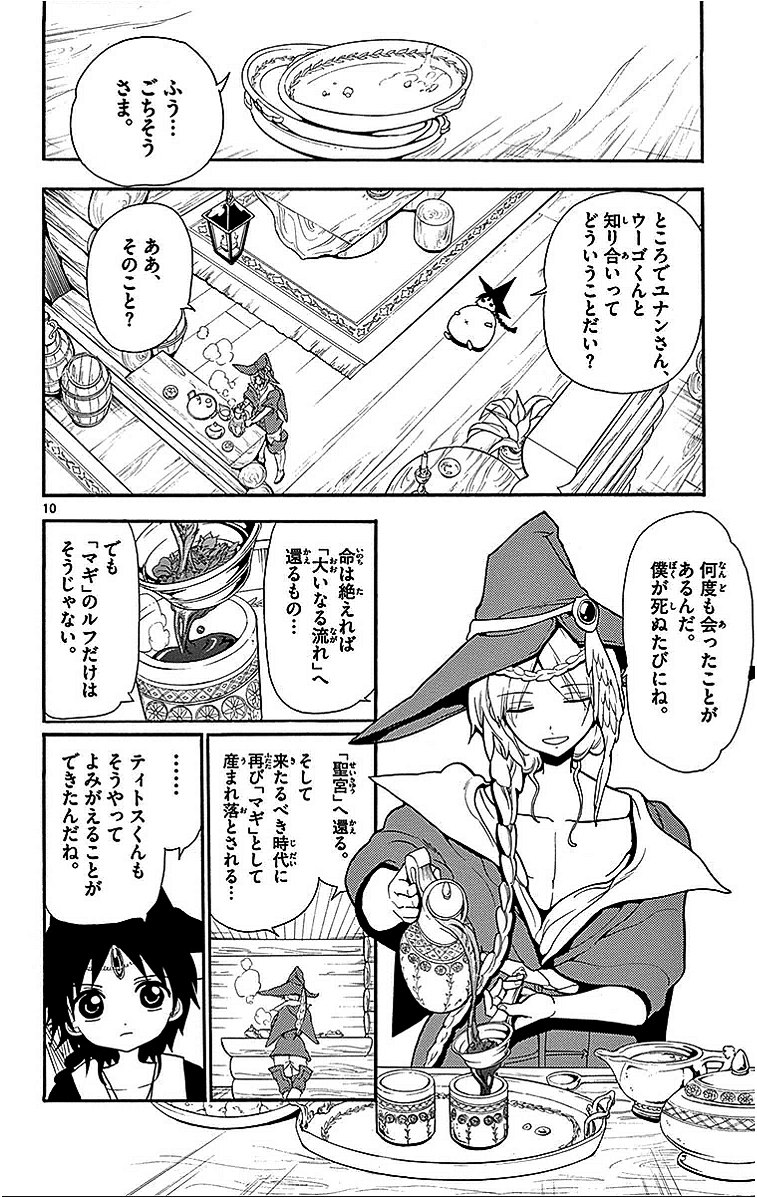 ふう…
ごちそう
さま。
ところでユナンさん、
ウーゴくんと
知り合いって
どういうことだい？
ああ、
そのこと？
10
何度も会ったことが
あるんだ。
僕が死ぬたびにね。
命は絶えれば
「大いなる流れ」へ
還るもの…
でも
「マギ」のルフだけは
そうじゃない。
「聖宮」へ還る。
そして
来たるべき時代に
再び「マギ」として
産まれ落とされる…
……
ティトスくんも
そうやって
よみがえることが
できたんだね。